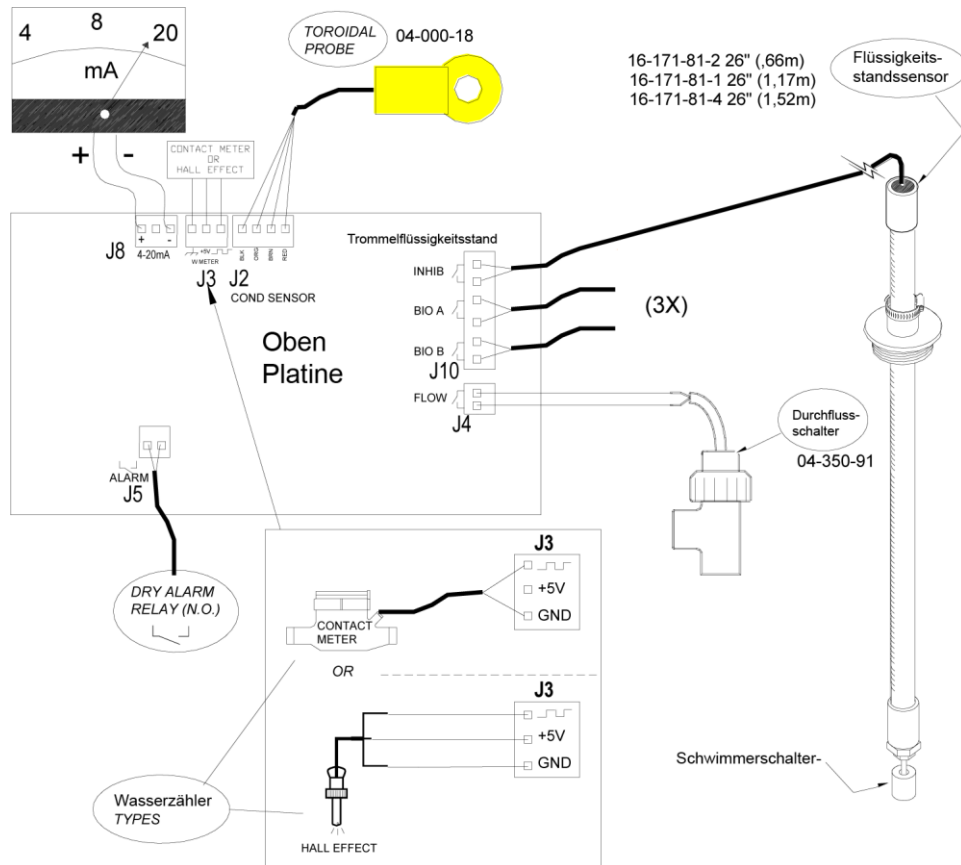 4 8 20
mA
+ -
TOROIDAL
PROBE
04-000-18
16-171-81-2 26" (,66m)
16-171-81-1 26" (1,17m)
16-171-81-4 26" (1,52m)
Flüssigkeits-
standssensor
CONTACT METER
OR
HALL EFFECT
J8
+ -
4-20mA
+5V
W METER
J3
J2
BLK
ORG
BRN
RED
COND SENSOR
Trommelflüssigkeitsstand
INHIB
BIO A
BIO B
J10
(3X)
Oben
Platine
FLOW
J4
Durchfluss-
schalter
04-350-91
ALARM
J5
DRY ALARM
RELAY (N.O.)
J3
+5V
GND
CONTACT
METER
OR
J3
+5V
GND
HALL EFFECT
Wasserzähler
TYPES
Schwimmerschalter-